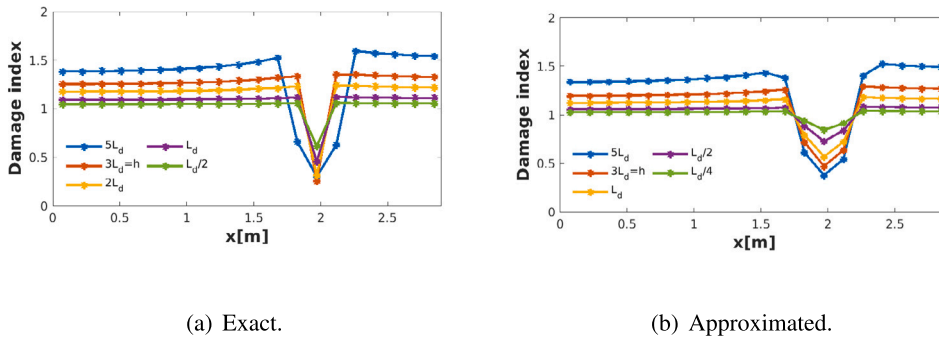 2
1.5
1
0.5
0
Damage index
5L_d
3L_d=h
2L_d
L_d
L_d/2
0 0.5 1 1.5 2 2.5
x[m]
(a) Exact.
2
1.5
1
0.5
0
Damage index
5L_d
3L_d=h
L_d
L_d/2
L_d/4
0 0.5 1 1.5 2 2.5
x[m]
(b) Approximated.